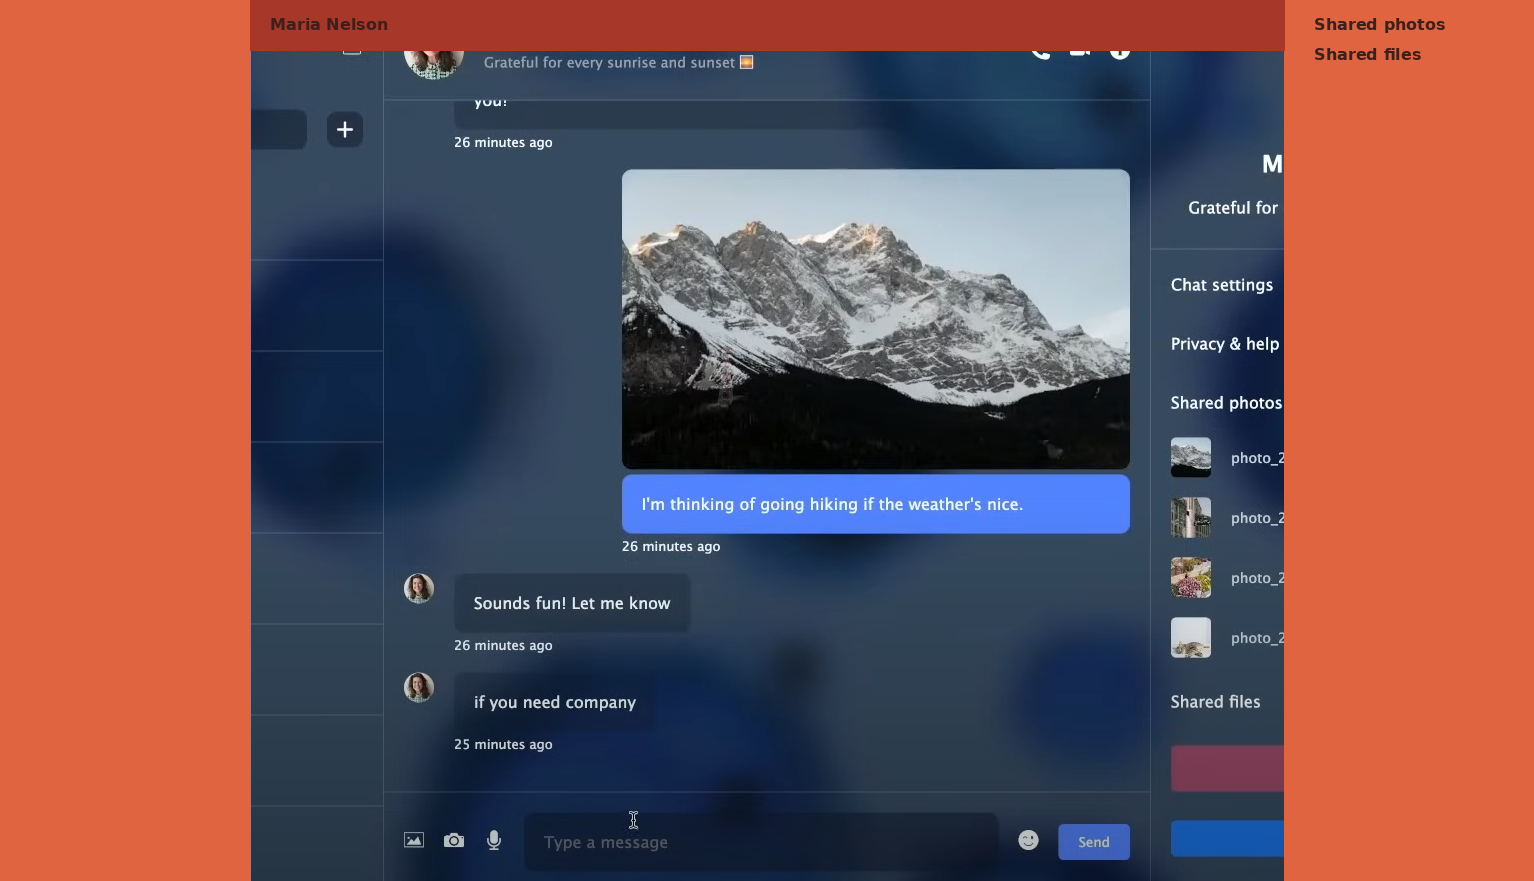 Maria Nelson
Shared photos
Shared files
Grateful for every sunrise and sunset
you!
26 minutes ago
I'm thinking of going hiking if the weather's nice.
26 minutes ago
Sounds fun! Let me know
26 minutes ago
if you need company
25 minutes ago
Type a message
Send
M
Grateful for
Chat settings
Privacy & help
Shared photos
photo_2
photo_2
photo_2
photo_2
Shared files